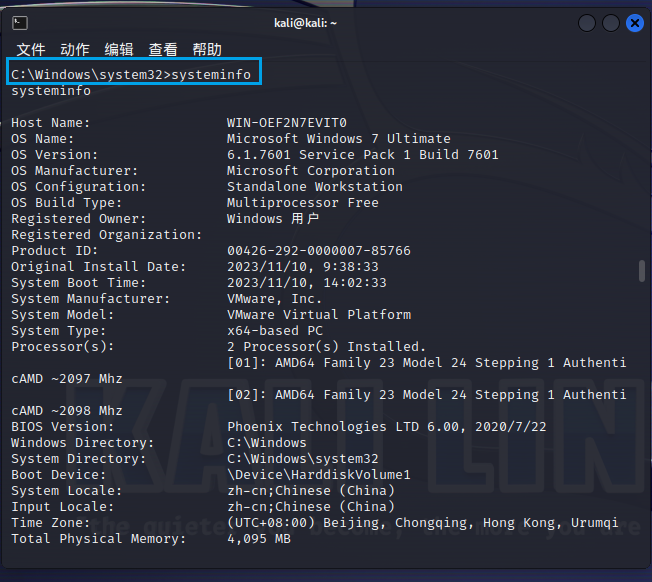 kali@kali: ~
文件 动作 编辑 查看 帮助
C:\Windows\system32>systeminfo
systeminfo
Host Name: WIN-OEF2N7EVIT0
OS Name: Microsoft Windows 7 Ultimate
OS Version: 6.1.7601 Service Pack 1 Build 7601
OS Manufacturer: Microsoft Corporation
OS Configuration: Standalone Workstation
OS Build Type: Multiprocessor Free
Registered Owner: Windows 用户
Registered Organization:
Product ID: 00426-292-0000007-85766
Original Install Date: 2023/11/10, 9:38:33
System Boot Time: 2023/11/10, 14:02:33
System Manufacturer: VMware, Inc.
System Model: VMware Virtual Platform
System Type: x64-based PC
Processor(s): 2 Processor(s) Installed.
[01]: AMD64 Family 23 Model 24 Stepping 1 Authenti
cAMD ~2097 Mhz
[02]: AMD64 Family 23 Model 24 Stepping 1 Authenti
cAMD ~2098 Mhz
BIOS Version: Phoenix Technologies LTD 6.00, 2020/7/22
Windows Directory: C:\Windows
System Directory: C:\Windows\system32
Boot Device: \Device\HarddiskVolume1
System Locale: zh-cn;Chinese (China)
Input Locale: zh-cn;Chinese (China)
Time Zone: (UTC+08:00) Beijing, Chongqing, Hong Kong, Urumqi
Total Physical Memory: 4,095 MB
KALI LIN